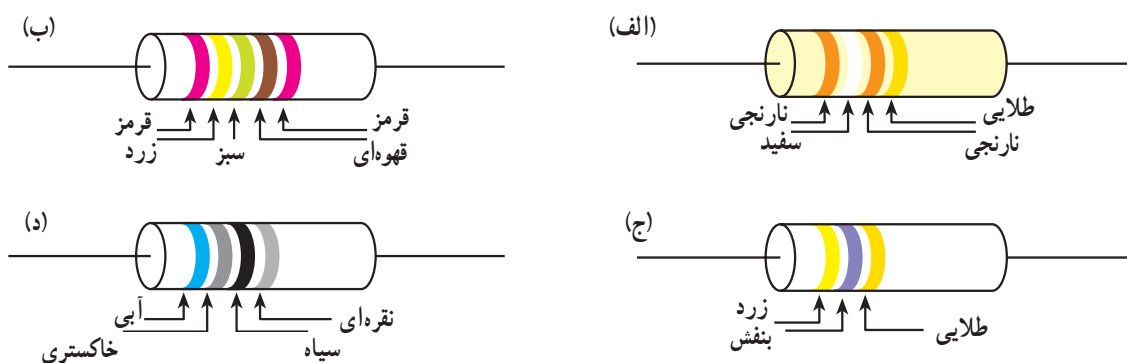 (الف
نارنجی
سفید
طلایی
نارنجی
(ب
قرمز
زرد
سبز
قرمز
قهوه‌ای
(ج
زرد
بنفش
طلایی
(د
آبی
خاکستری
نقره‌ای
سیاه